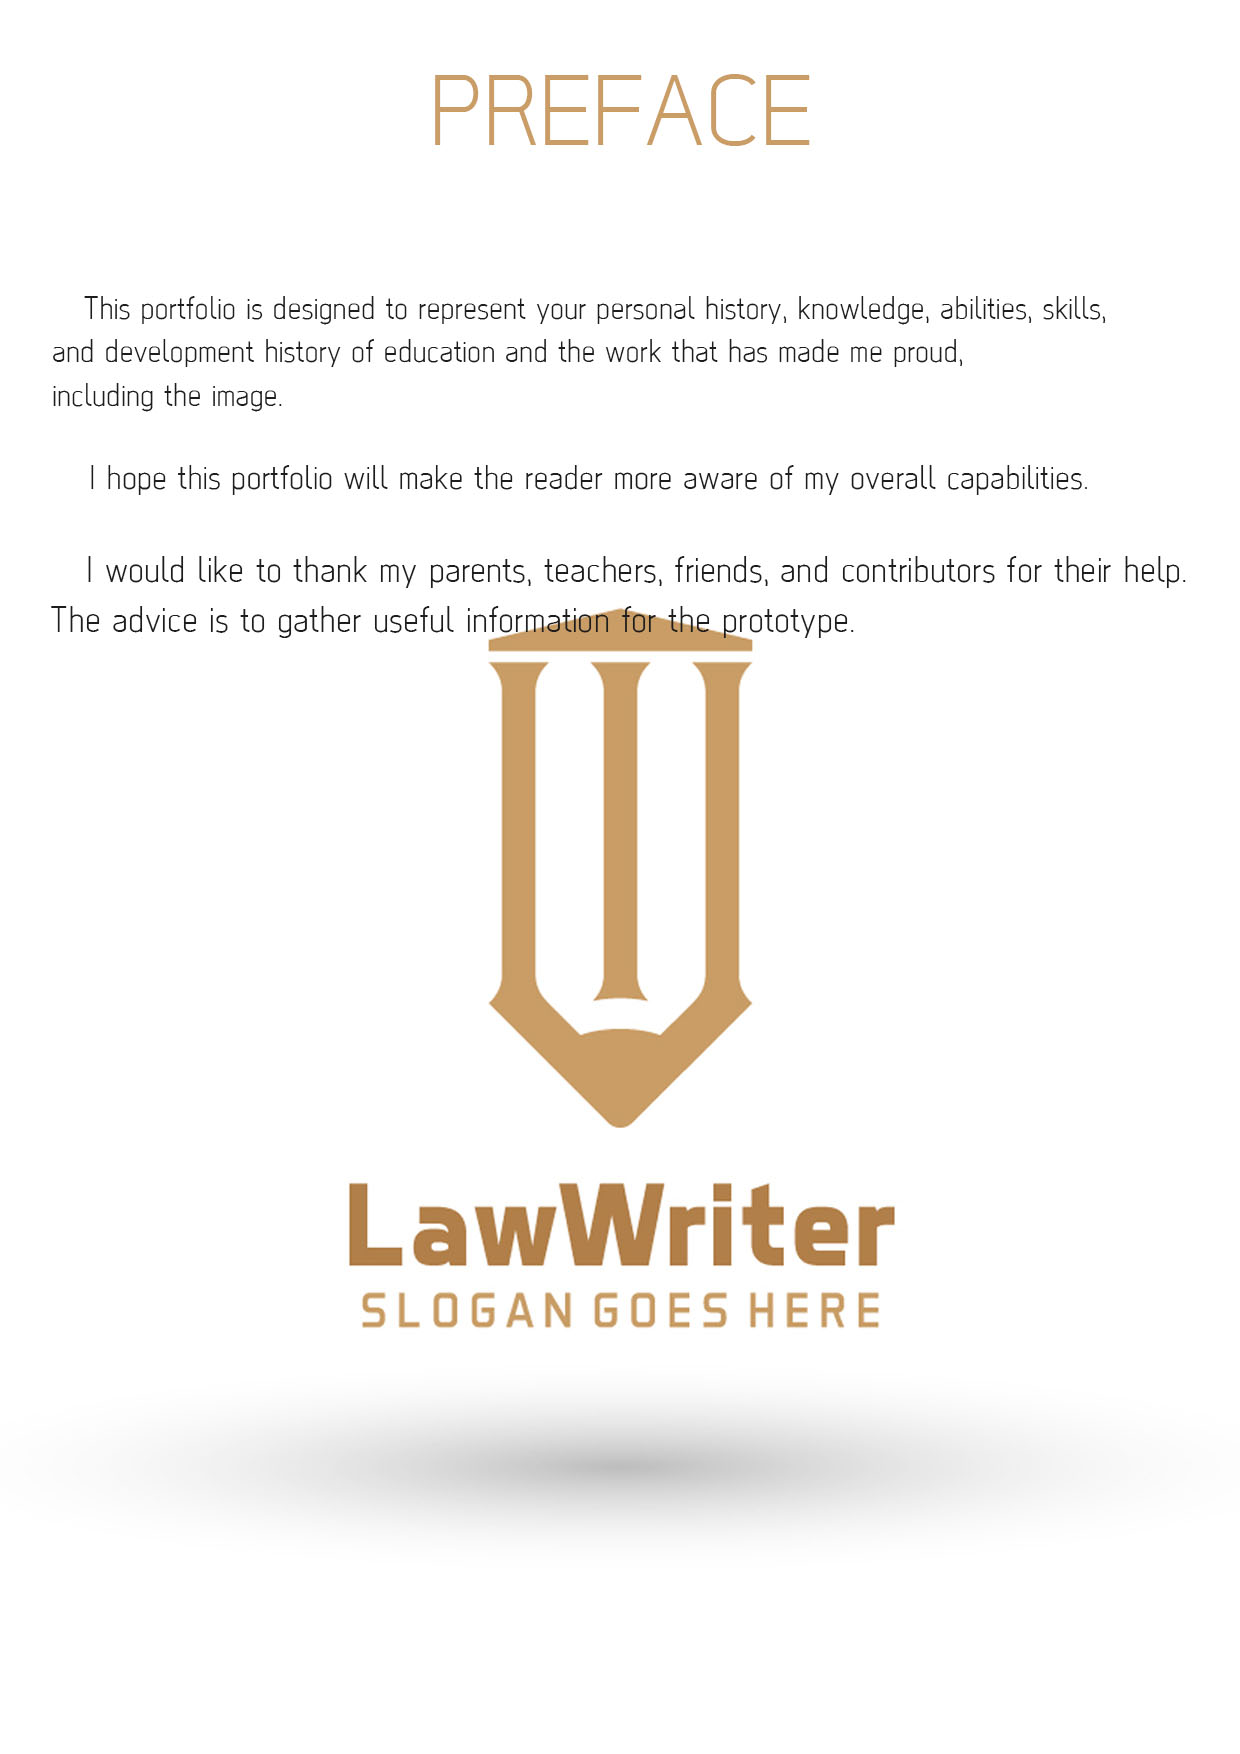 PREFACE
This portfolio is designed to represent your personal history, knowledge, abilities, skills,
and development history of education and the work that has made me proud,
including the image.
I hope this portfolio will make the reader more aware of my overall capabilities.
I would like to thank my parents, teachers, friends, and contributors for their help.
The advice is to gather useful information for the prototype.
LawWriter
SLOGAN GOES HERE